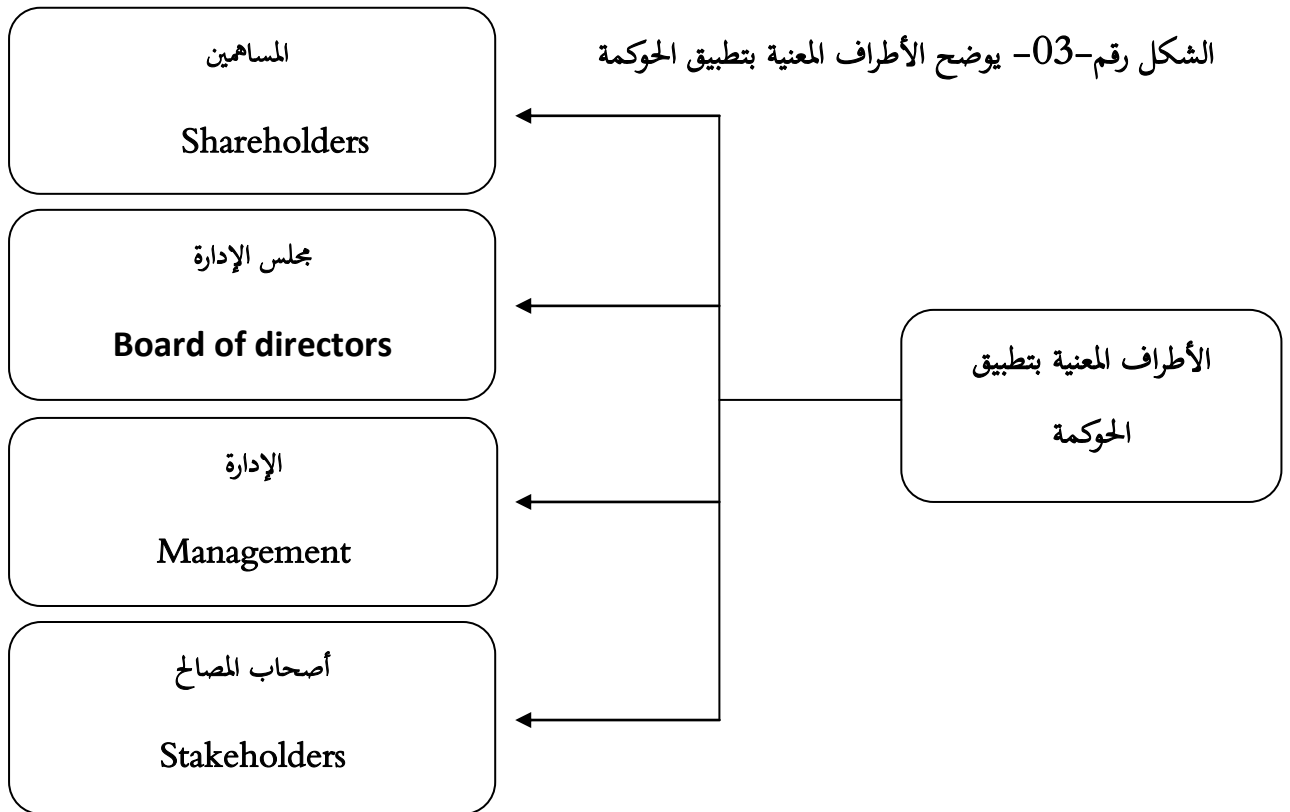 الشكل رقم-03- يوضح الأطراف المعنية بتطبيق الحوكمة
الأطراف المعنية بتطبيق
الحوكمة
المساهمين
Shareholders
مجلس الإدارة
Board of directors
الإدارة
Management
أصحاب المصالح
Stakeholders